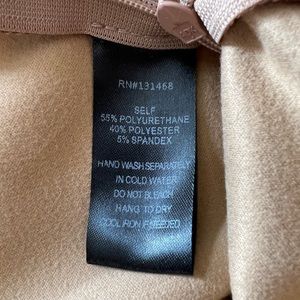 RN#131468
SELF
55% POLYURETHANE
40% POLYESTER
5% SPANDEX
HAND WASH SEPARATELY
IN COLD WATER
DO NOT BLEACH
HANG TO DRY
COOL IRON IF NEEDED